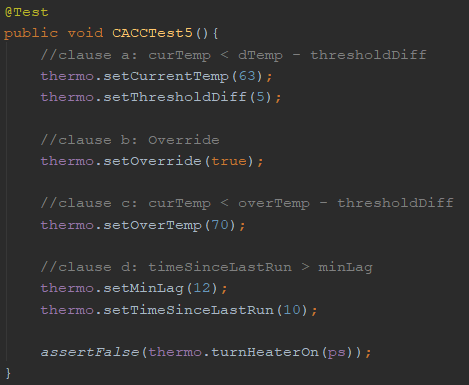 @Test
public void CACCTest5(){
//clause a: curTemp < dTemp - thresholdDiff
thermo.setCurrentTemp(63);
thermo.setThresholdDiff(5);
//clause b: Override
thermo.setOverride(true);
//clause c: curTemp < overTemp - thresholdDiff
thermo.setOverTemp(70);
//clause d: timeSinceLastRun > minLag
thermo.setMinLag(12);
thermo.setTimeSinceLastRun(10);
assertFalse(thermo.turnHeaterOn(ps));
}